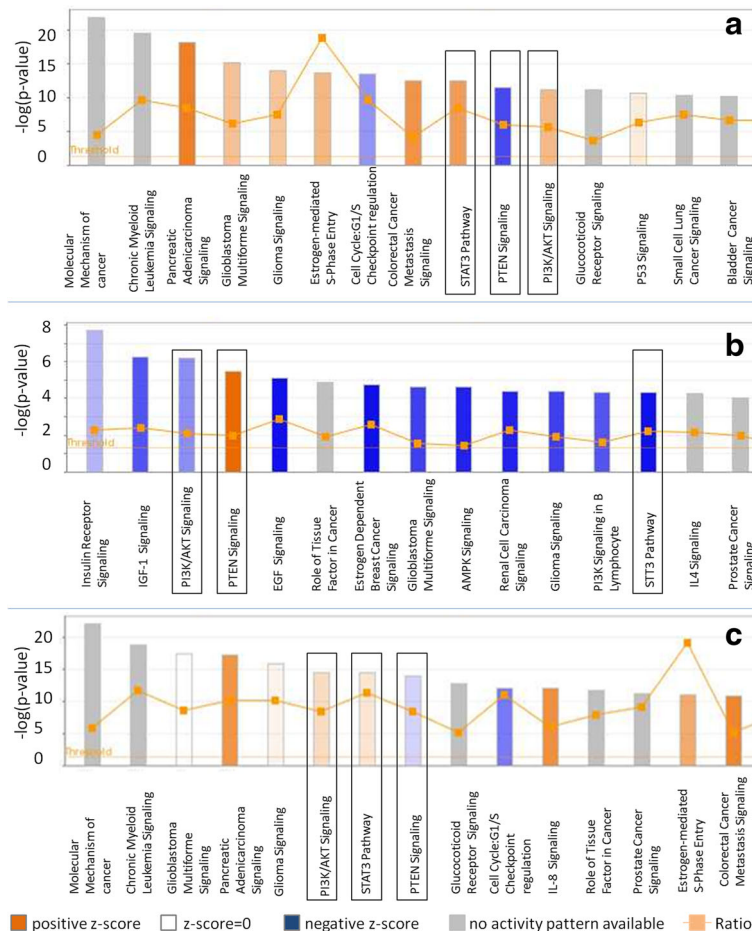 a
-log(p-value)
20
15
10
5
0
Threshold
Molecular
Mechanism of
cancer
Chronic Myeloid
Leukemia Signaling
Pancreatic
Adenicarcinoma
Signaling
Glioblastoma
Multiforme Signaling
Glioma Signaling
Estrogen-mediated
S-Phase Entry
Cell Cycle:G1/S
Checkpoint regulation
Colorectal Cancer
Metastasis
Signaling
STAT3 Pathway
PTEN Signaling
PI3K/AKT Signaling
Glucocoticoid
Receptor Signaling
P53 Signaling
Small Cell Lung
Cancer Signaling
Bladder Cancer
Signaling
b
-log(p-value)
8
6
4
2
0
Threshold
Insulin Receptor
Signaling
IGF-1 Signaling
PI3K/AKT Signaling
PTEN Signaling
EGF Signaling
Role of Tissue
Factor in Cancer
Estrogen Dependent
Breast Cancer
Signaling
Glioblastoma
Multiforme Signaling
AMPK Signaling
Renal Cell Carcinoma
Signaling
Glioma Signaling
PI3K Signaling in B
Lymphocyte
STT3 Pathway
IL4 Signaling
Prostate Cancer
Signaling
c
-log(p-value)
20
15
10
5
0
Threshold
Molecular
Mechanism of
cancer
Chronic Myeloid
Leukemia Signaling
Glioblastoma
Multiforme
Signaling
Pancreatic
Adenicarcinoma
Signaling
Glioma Signaling
PI3K/AKT Signaling
STAT3 Pathway
PTEN Signaling
Glucocoticoid
Receptor Signaling
Cell Cycle:G1/S
Checkpoint
regulation
IL-8 Signaling
Role of Tissue
Factor in Cancer
Prostate Cancer
Signaling
Estrogen-mediated
S-Phase Entry
Colorectal Cancer
Metastasis Signaling
positive z-score
z-score=0
negative z-score
no activity pattern available
Ratio